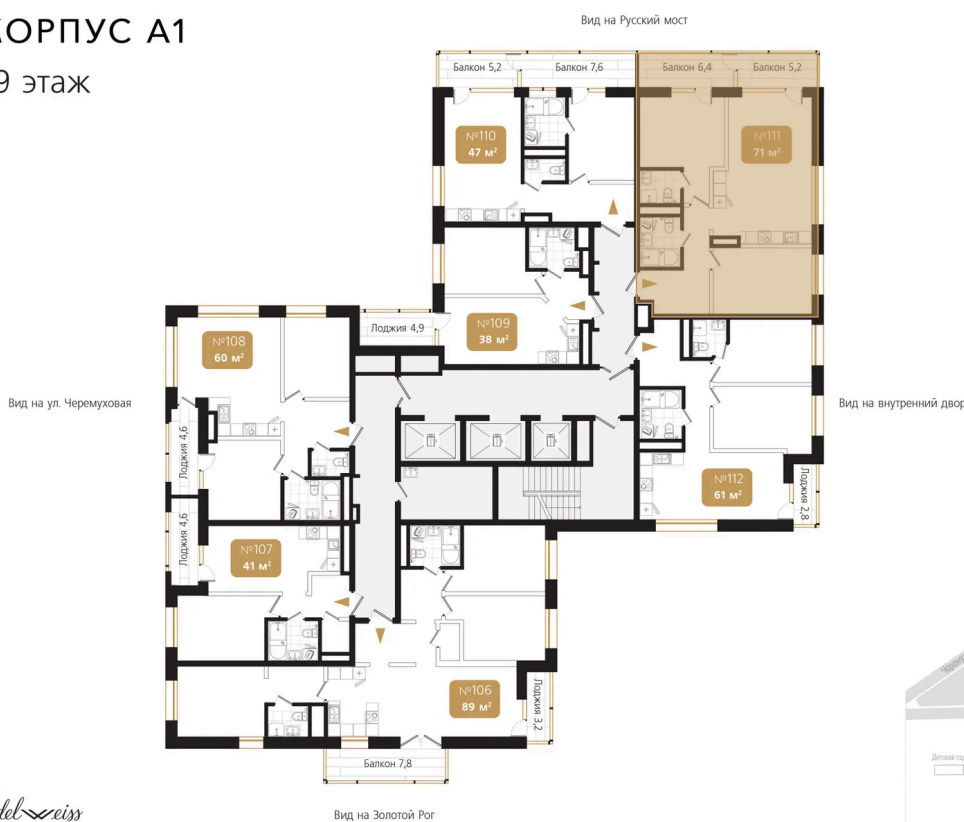 КОРПУС А1
9 этаж
Вид на Русский мост
Балкон 5,2
Балкон 7,6
Балкон 6,4
Балкон 5,2
№110
47 м²
№111
71 м²
Лоджия 4,9
№109
38 м²
№108
60 м²
Вид на ул. Черемуховая
Вид на внутренний двор
Лоджия 4,6
Лоджия 4,6
№112
61 м²
Лоджия 2,8
№107
41 м²
№106
89 м²
Лоджия 3,2
Балкон 7,8
Вид на Золотой Рог
Детский